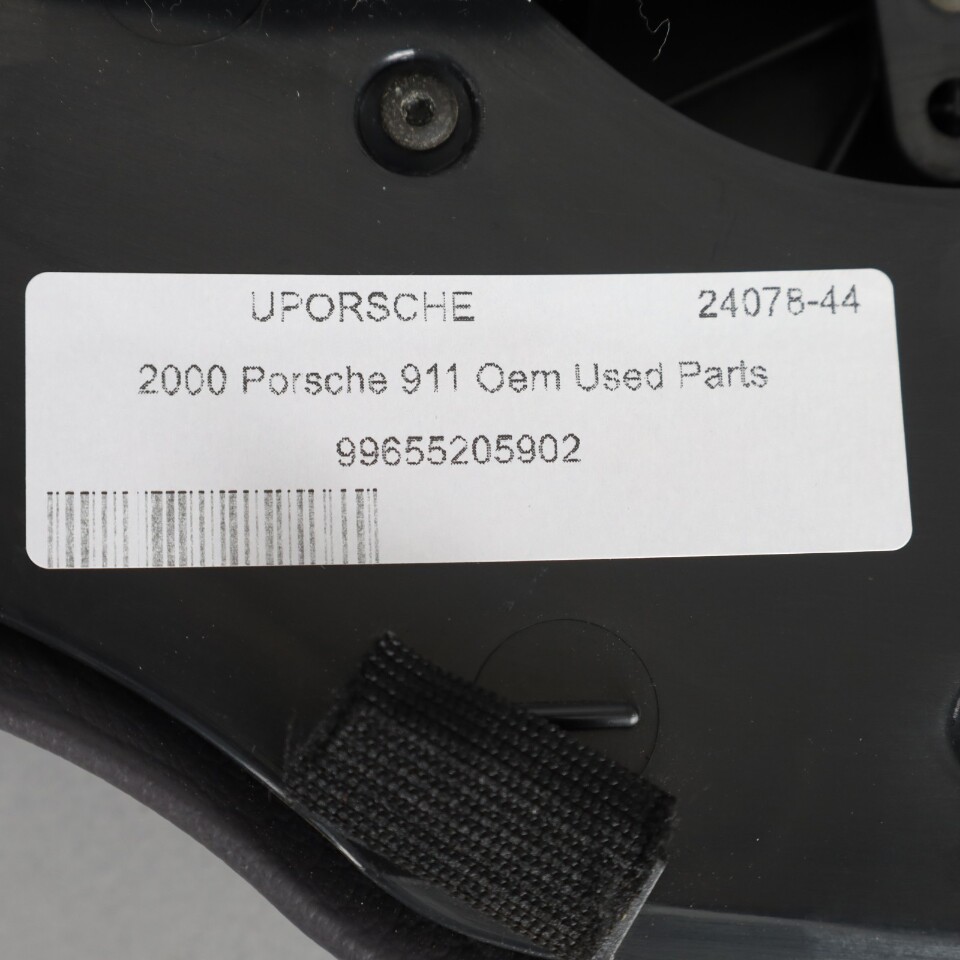 UPORSCHE 24078-44
2000 Porsche 911 Oem Used Parts
99655205902